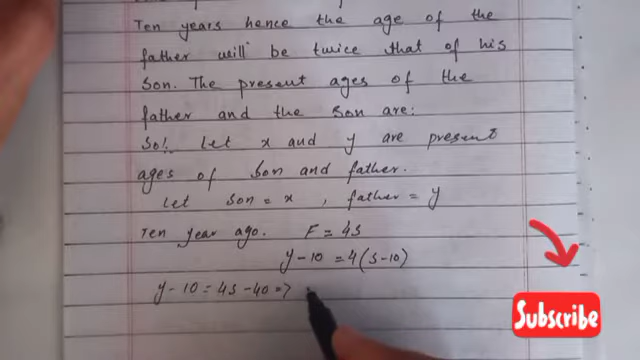 Ten years hence the age of the
father will be twice that of his
Son. The present ages of the
father and the son are:
Sol. Let x and y are present
ages of Son and father.
Let Son = x , father = y
Ten year ago. F = 4s
y - 10 = 4(s-10)
y - 10 = 4s - 40 =>
Subscribe